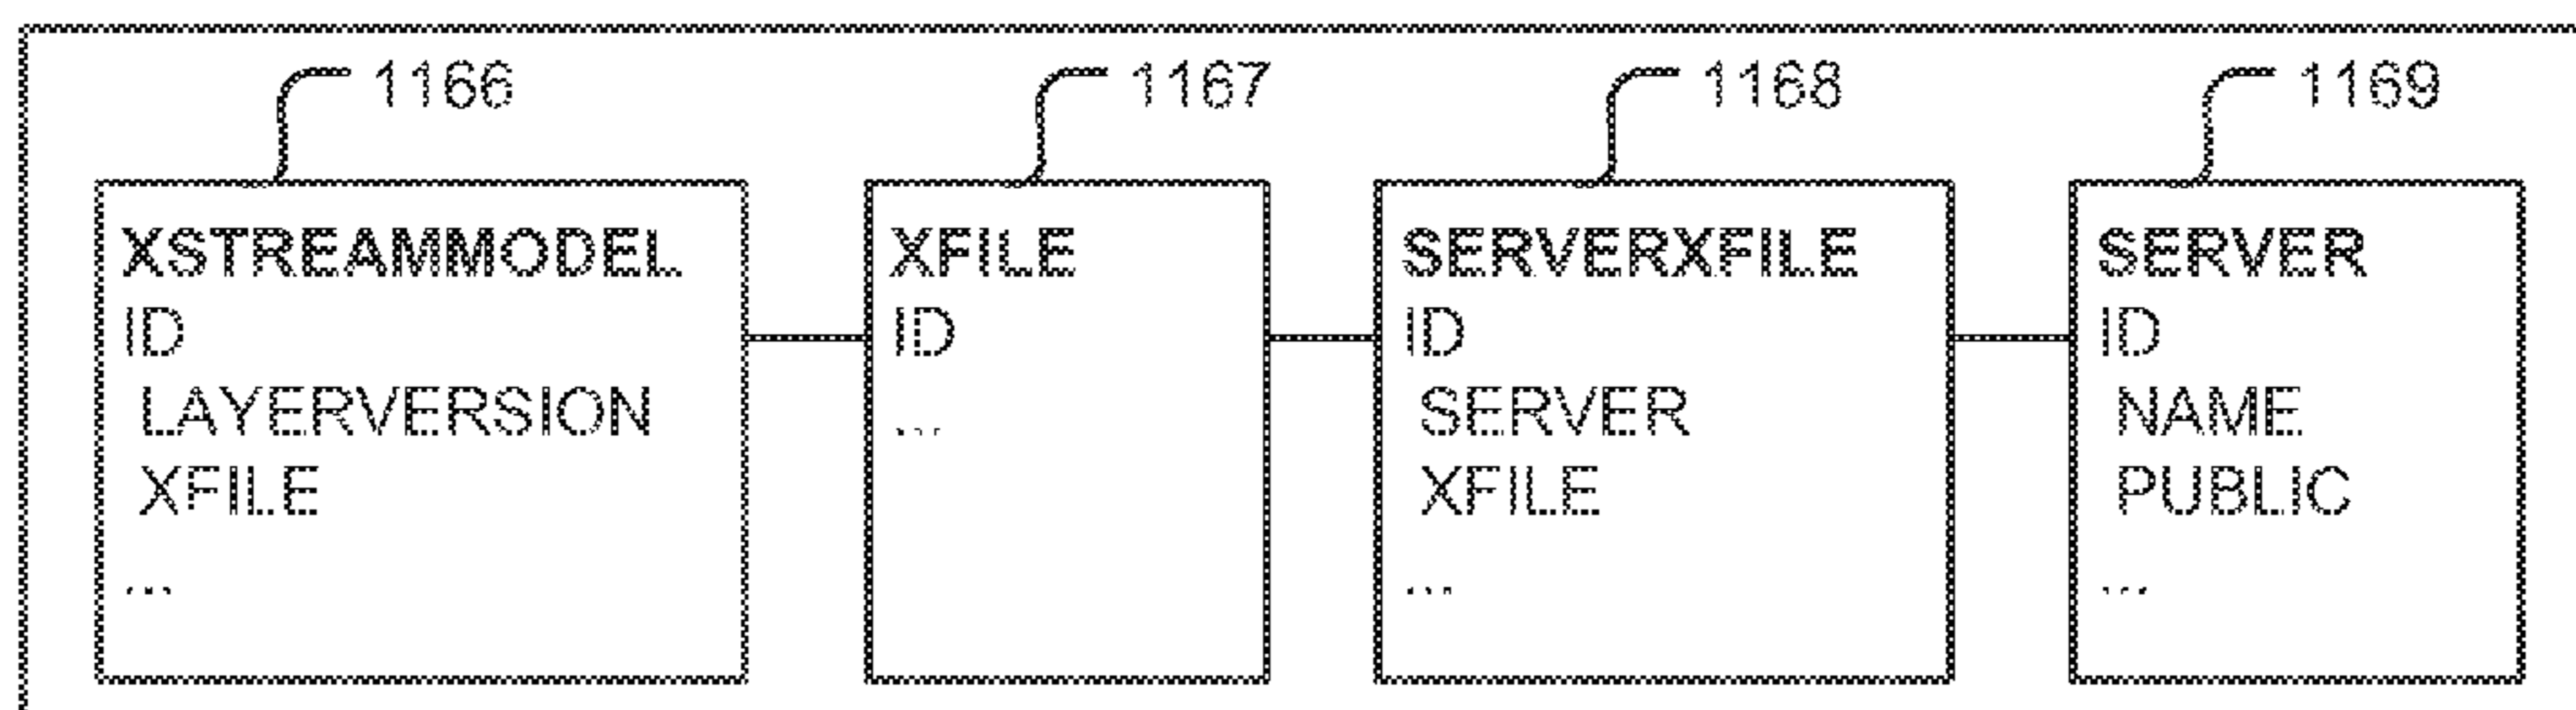 1166
1167
1168
1169
XSTREAMMODEL
ID
LAYERVERSION
XFILE
...
XFILE
ID
...
SERVERXFILE
ID
SERVER
XFILE
...
SERVER
ID
NAME
PUBLIC
...